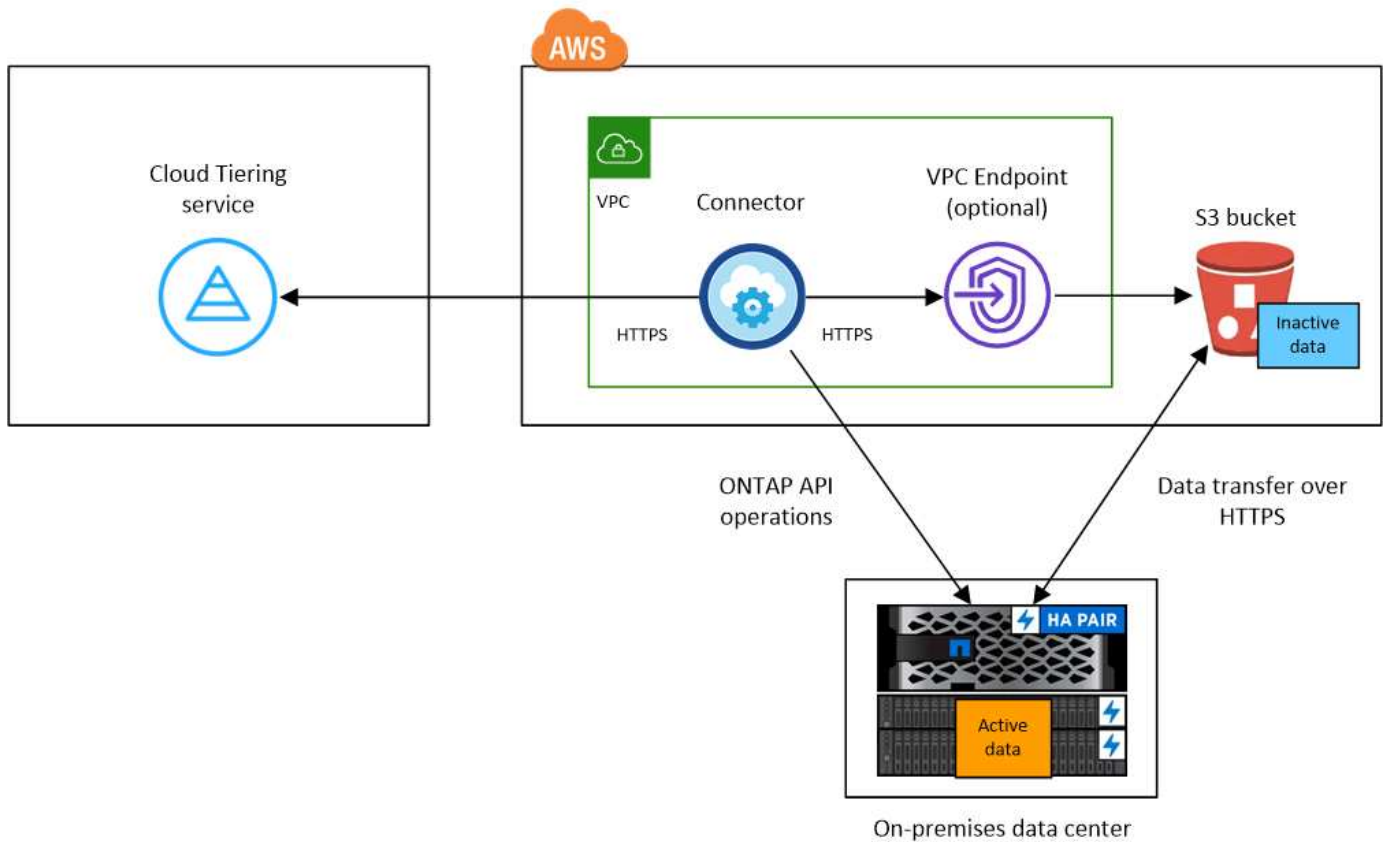 AWS
Cloud Tiering
service
VPC
Connector
VPC Endpoint
(optional)
S3 bucket
HTTPS
HTTPS
Inactive
data
ONTAP API
operations
Data transfer over
HTTPS
HA PAIR
Active
data
On-premises data center